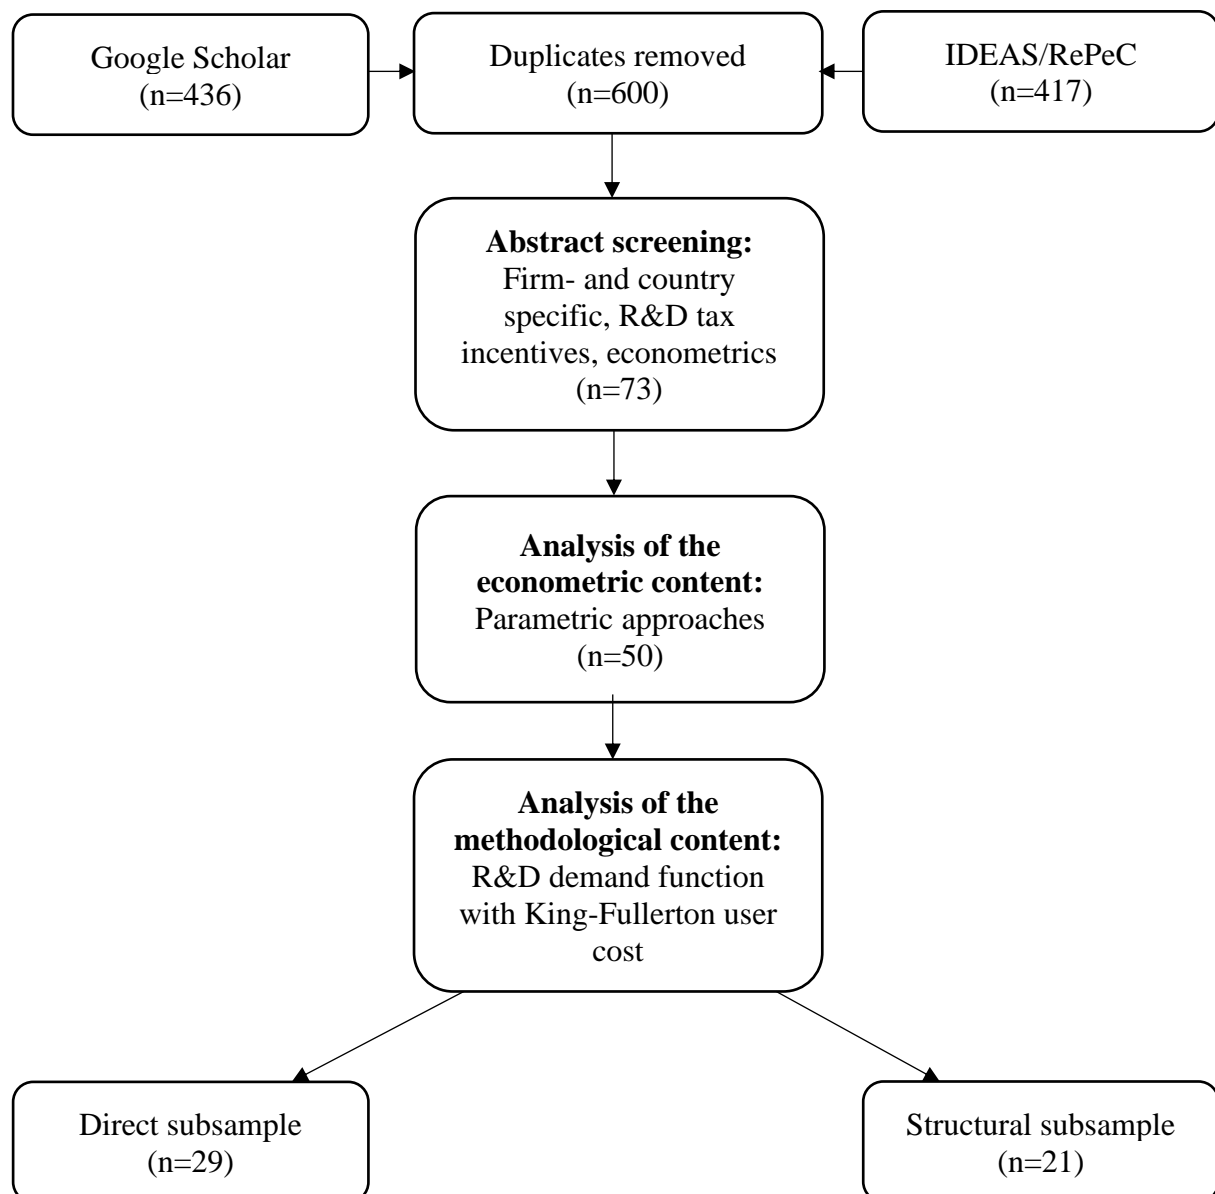 Google Scholar
(n=436)
Duplicates removed
(n=600)
IDEAS/RePeC
(n=417)
Abstract screening:
Firm- and country
specific, R&D tax
incentives, econometrics
(n=73)
Analysis of the
econometric content:
Parametric approaches
(n=50)
Analysis of the
methodological content:
R&D demand function
with King-Fullerton user
cost
Direct subsample
(n=29)
Structural subsample
(n=21)